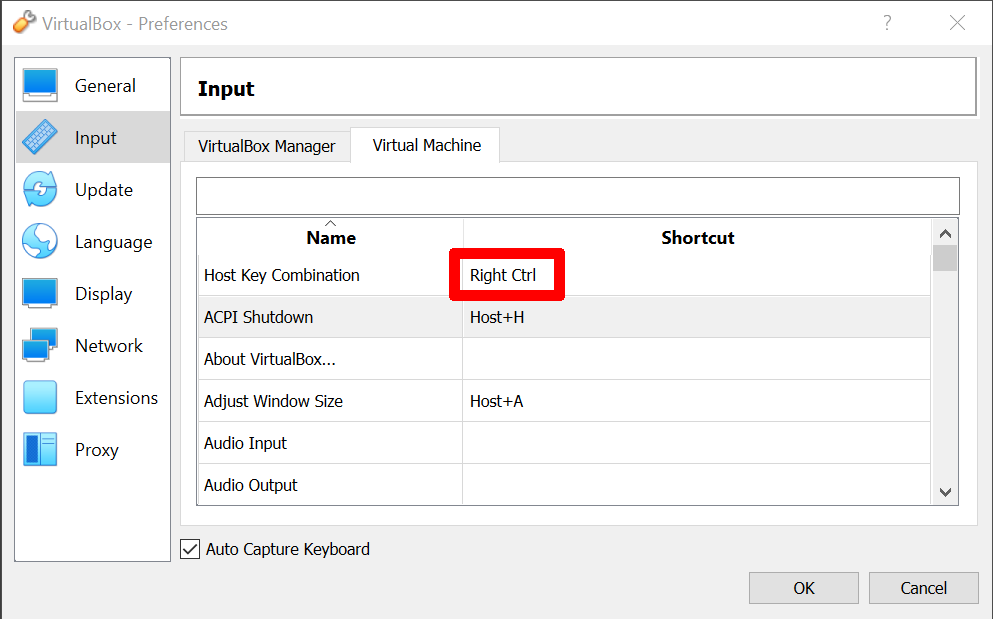 VirtualBox - Preferences
?
General
Input
Update
Language
Display
Network
Extensions
Proxy
Input
VirtualBox Manager
Virtual Machine
Name Shortcut
Host Key Combination Right Ctrl
ACPI Shutdown Host+H
About VirtualBox...
Adjust Window Size Host+A
Audio Input
Audio Output
Auto Capture Keyboard
OK Cancel